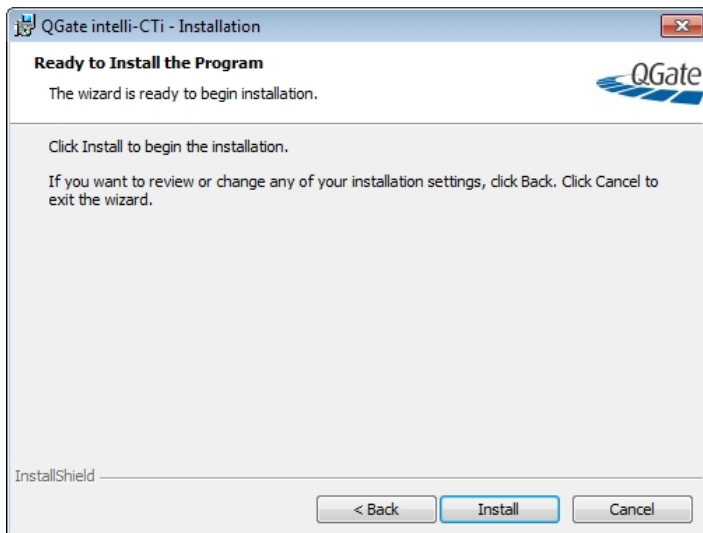 QGate intelli-CTi - Installation
Ready to Install the Program
The wizard is ready to begin installation.
QGate
Click Install to begin the installation.
If you want to review or change any of your installation settings, click Back. Click Cancel to
exit the wizard.
InstallShield
< Back
Install
Cancel